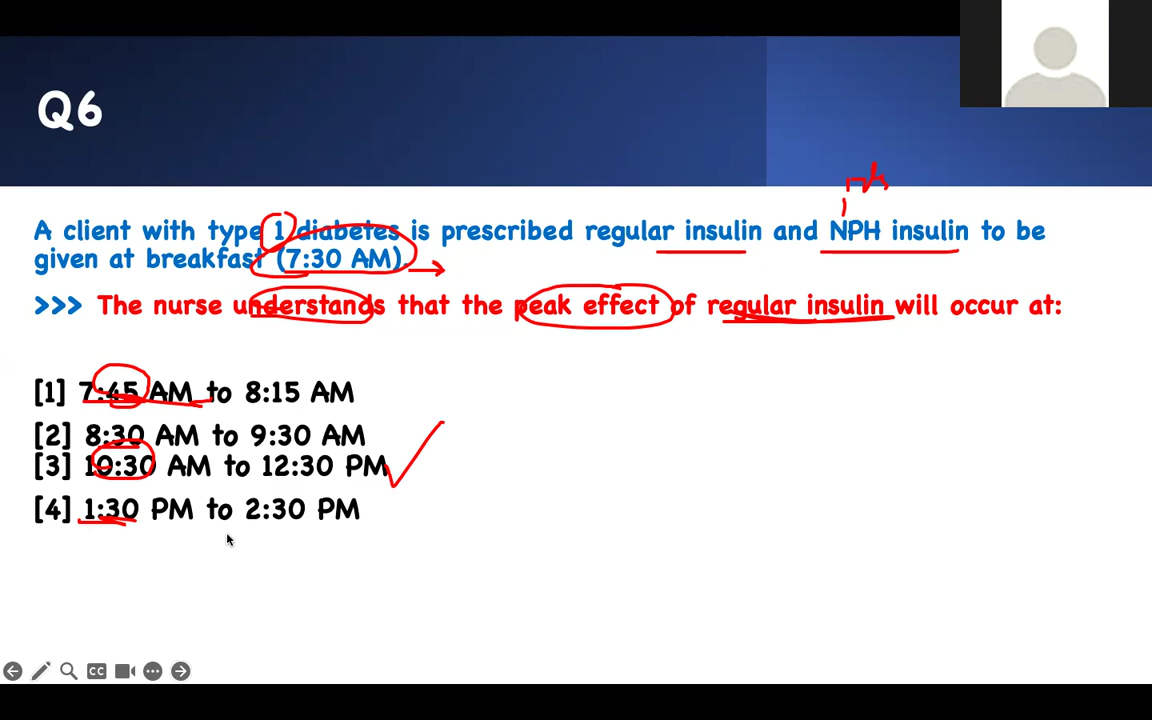 Q6
A client with type 1 diabetes is prescribed regular insulin and NPH insulin to be
given at breakfast (7:30 AM).
>>> The nurse understands that the peak effect of regular insulin will occur at:
[1] 7:45 AM to 8:15 AM
[2] 8:30 AM to 9:30 AM
[3] 10:30 AM to 12:30 PM
[4] 1:30 PM to 2:30 PM
CC